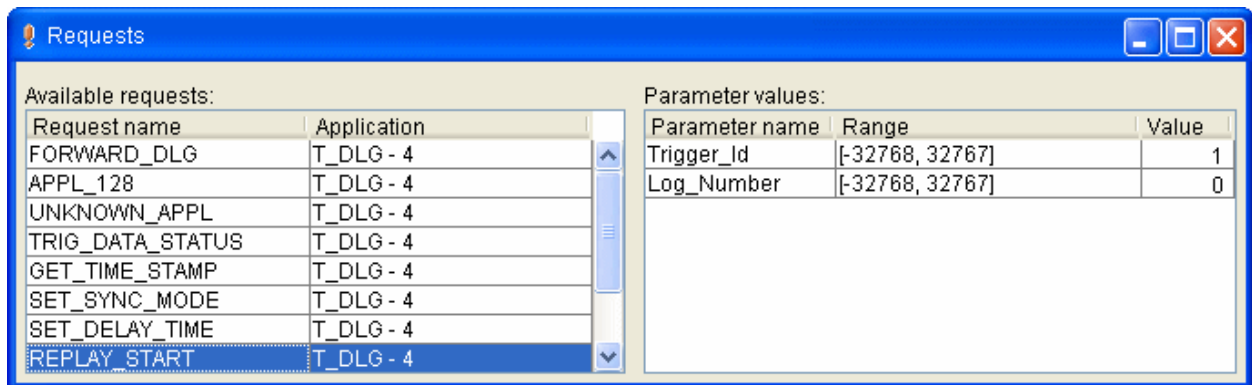 Requests
Available requests:
Request name Application
FORWARD_DLG T_DLG - 4
APPL_128 T_DLG - 4
UNKNOWN_APPL T_DLG - 4
TRIG_DATA_STATUS T_DLG - 4
GET_TIME_STAMP T_DLG - 4
SET_SYNC_MODE T_DLG - 4
SET_DELAY_TIME T_DLG - 4
REPLAY_START T_DLG - 4
Parameter values:
Parameter name Range Value
Trigger_Id [-32768, 32767] 1
Log_Number [-32768, 32767] 0